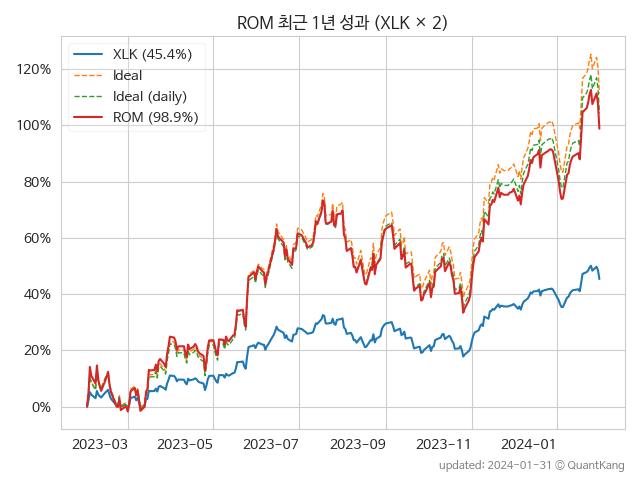 ROM 최근 1년 성과 (XLK × 2)
XLK (45.4%)
Ideal
Ideal (daily)
ROM (98.9%)
120%
100%
80%
60%
40%
20%
0%
2023-03 2023-05 2023-07 2023-09 2023-11 2024-01
updated: 2024-01-31 © QuantKang